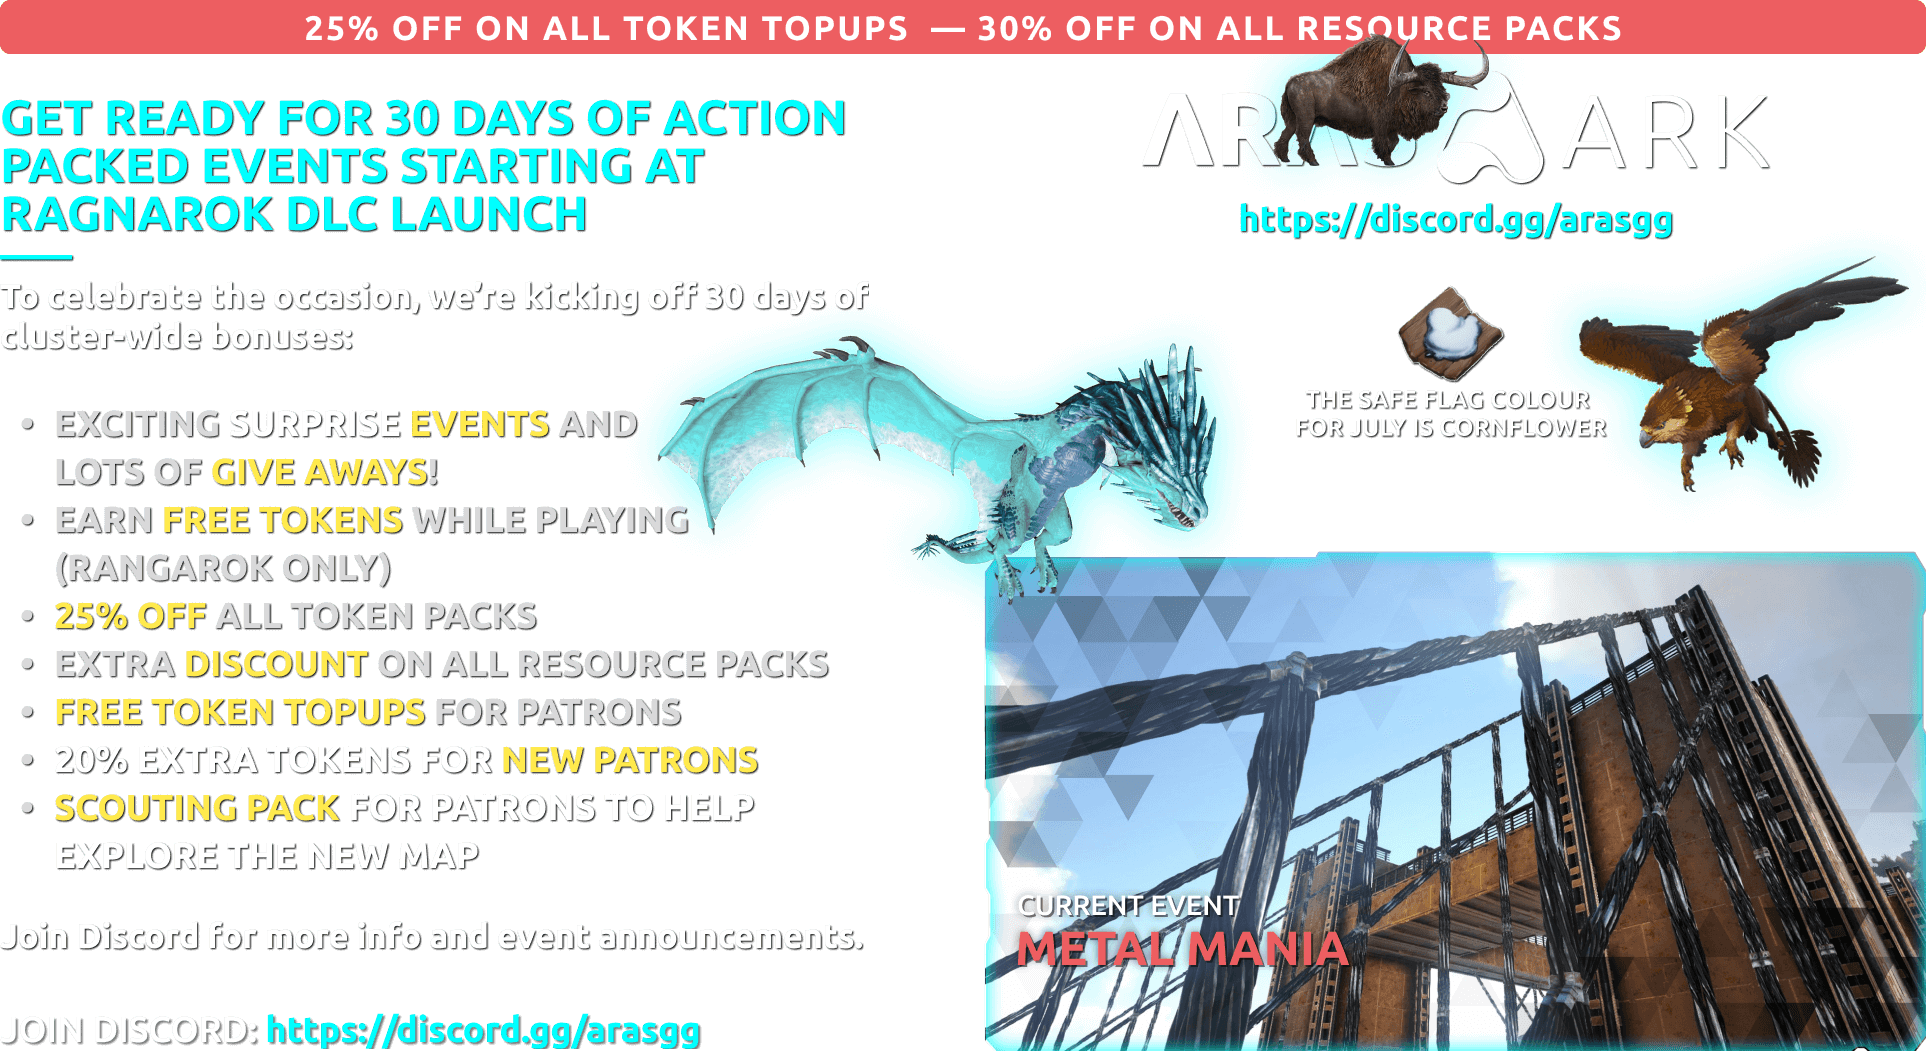 25% OFF ON ALL TOKEN TOPUPS — 30% OFF ON ALL RESOURCE PACKS
GET READY FOR 30 DAYS OF ACTION
PACKED EVENTS STARTING AT
RAGNAROK DLC LAUNCH
To celebrate the occasion, we’re kicking off 30 days of
cluster-wide bonuses:
• EXCITING SURPRISE EVENTS AND
LOTS OF GIVE AWAYS!
• EARN FREE TOKENS WHILE PLAYING
(RANGAROK ONLY)
• 25% OFF ALL TOKEN PACKS
• EXTRA DISCOUNT ON ALL RESOURCE PACKS
• FREE TOKEN TOPUPS FOR PATRONS
• 20% EXTRA TOKENS FOR NEW PATRONS
• SCOUTING PACK FOR PATRONS TO HELP
EXPLORE THE NEW MAP
Join Discord for more info and event announcements.
JOIN DISCORD: https://discord.gg/arasgg
ARAS ARK
https://discord.gg/arasgg
THE SAFE FLAG COLOUR
FOR JULY IS CORNFLOWER
CURRENT EVENT
METAL MANIA